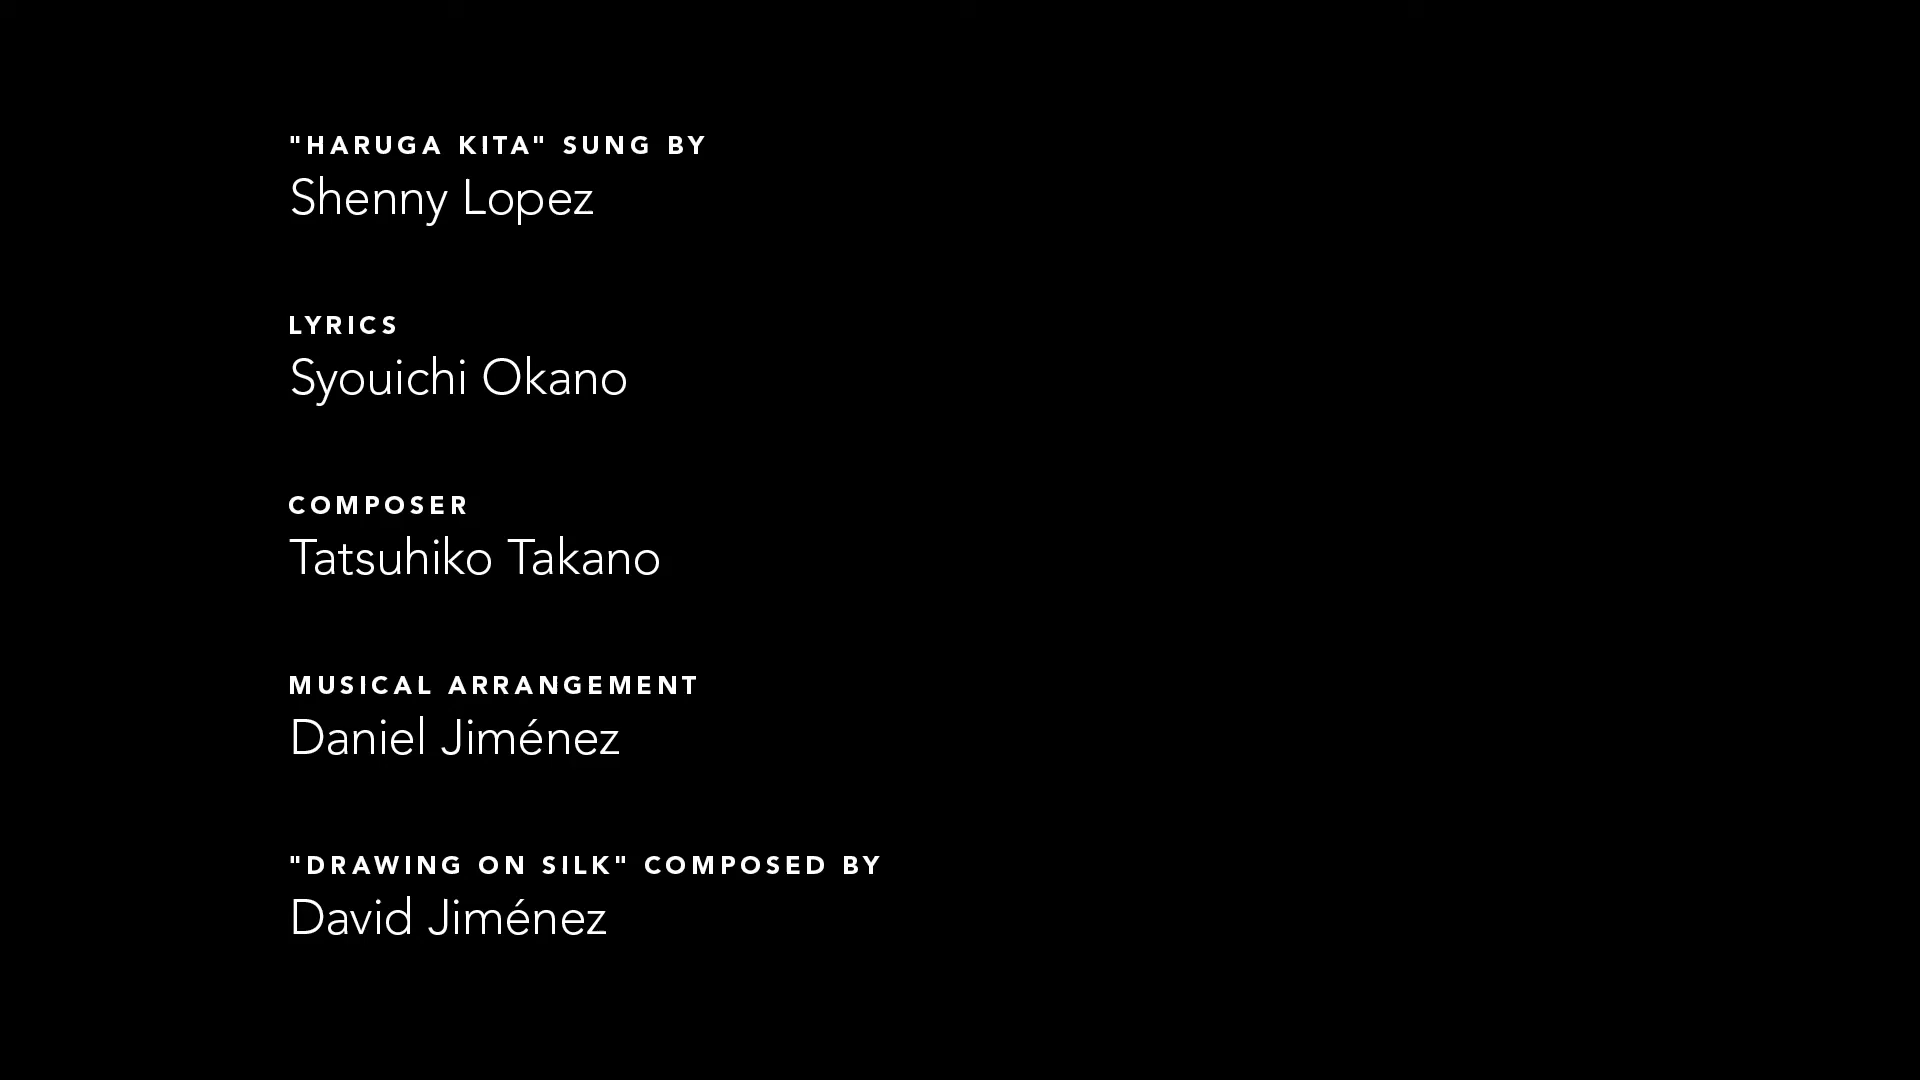 "HARUGA KITA" SUNG BY
Shenny Lopez
LYRICS
Syouichi Okano
COMPOSER
Tatsuhiko Takano
MUSICAL ARRANGEMENT
Daniel Jiménez
"DRAWING ON SILK" COMPOSED BY
David Jiménez